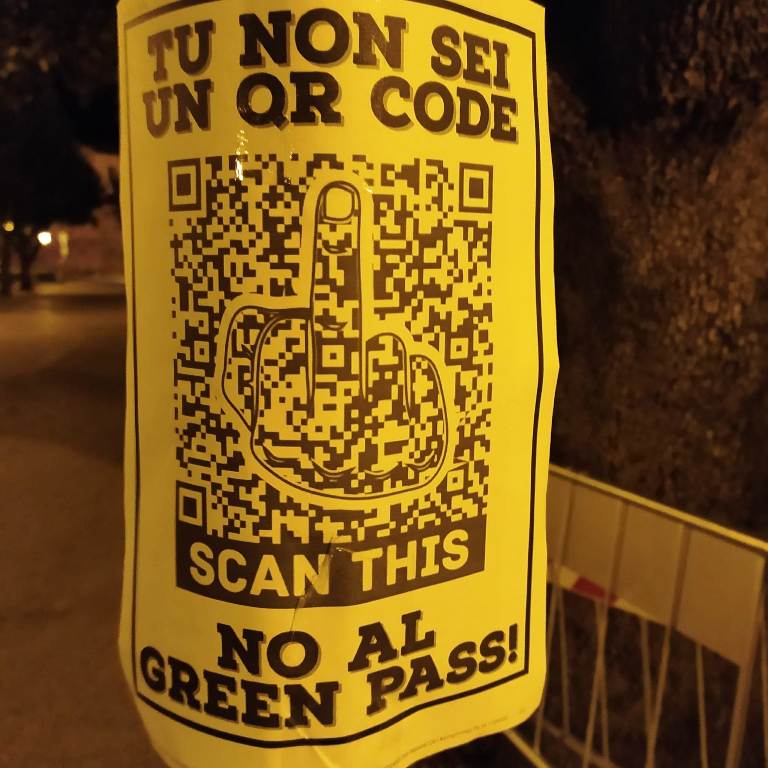 TU NON SEI
UN QR CODE
SCAN THIS
NO AL
GREEN PASS!